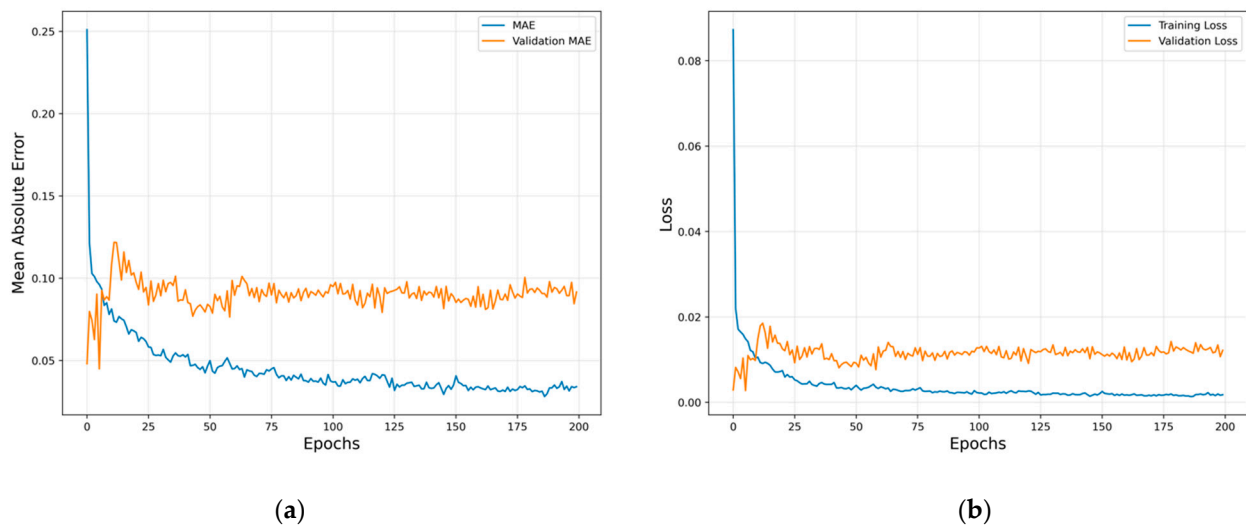 MAE
Validation MAE
0.25
0.20
0.15
0.10
0.05
Mean Absolute Error
0 25 50 75 100 125 150 175 200
Epochs
(a)
Training Loss
Validation Loss
0.08
0.06
0.04
0.02
0.00
Loss
0 25 50 75 100 125 150 175 200
Epochs
(b)